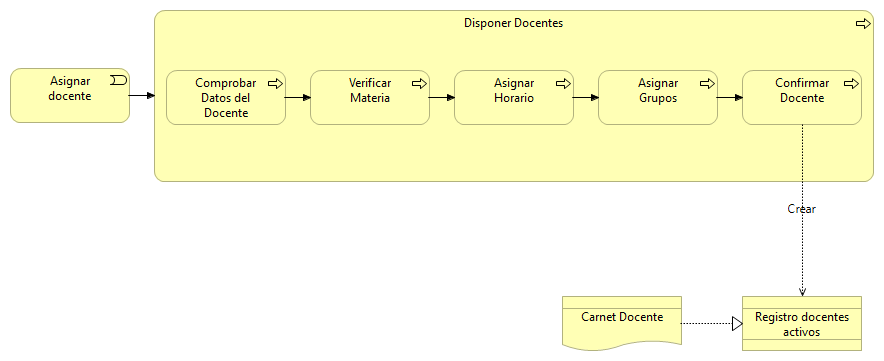 Disponer Docentes
Asignar
docente
Comprobar
Datos del
Docente
Verificar
Materia
Asignar
Horario
Asignar
Grupos
Confirmar
Docente
Crear
Carnet Docente
Registro docentes
activos